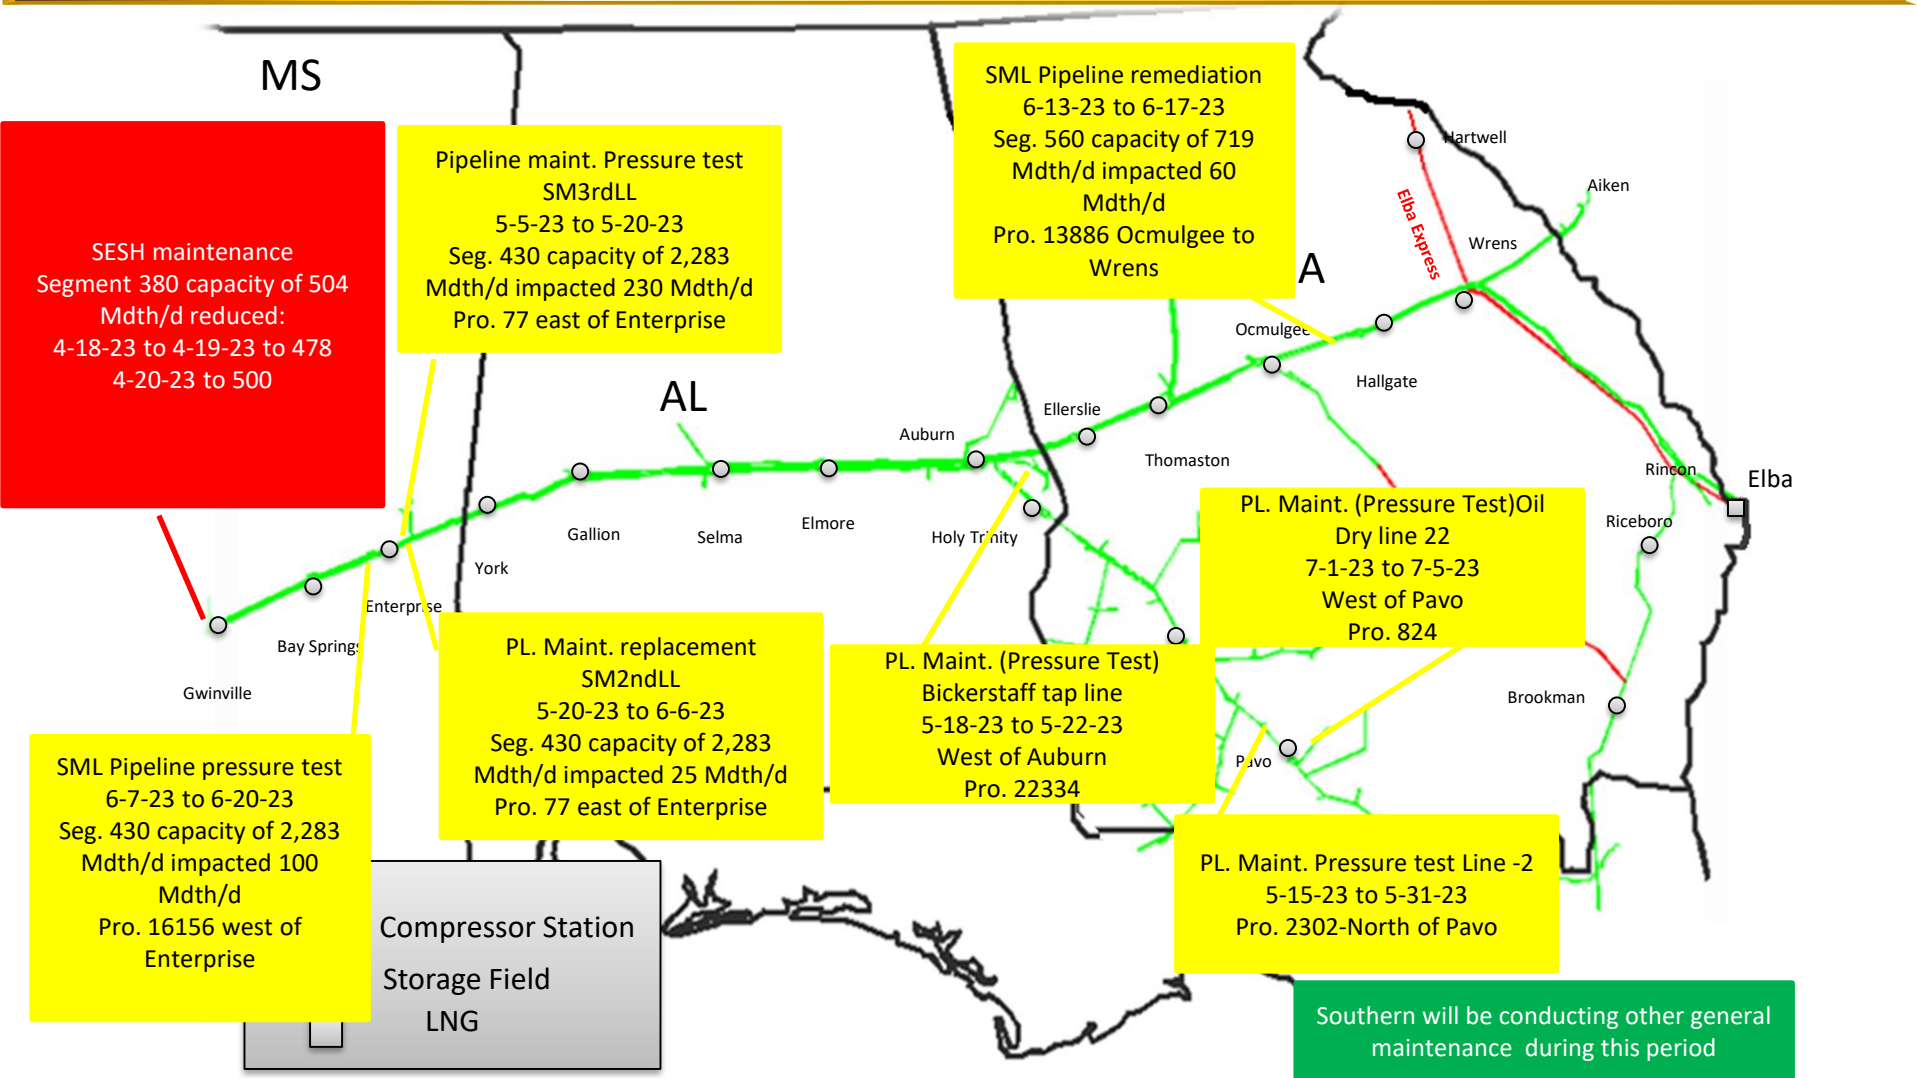 MS
SESH maintenance
Segment 380 capacity of 504
Mdth/d reduced:
4-18-23 to 4-19-23 to 478
4-20-23 to 500
Pipeline maint. Pressure test
SM3rdLL
5-5-23 to 5-20-23
Seg. 430 capacity of 2,283
Mdth/d impacted 230 Mdth/d
Pro. 77 east of Enterprise
SML Pipeline remediation
6-13-23 to 6-17-23
Seg. 560 capacity of 719
Mdth/d impacted 60
Mdth/d
Pro. 13886 Ocmulgee to
Wrens
A
Hartwell
Aiken
Elba Express
Wrens
Ocmulgee
Hallgate
AL
Ellerslie
Auburn
Thomaston
Rincon
Elba
Riceboro
Gallion
Selma
Elmore
Holy Trinity
York
Enterprise
Bay Springs
Gwinville
PL. Maint. (Pressure Test)Oil
Dry line 22
7-1-23 to 7-5-23
West of Pavo
Pro. 824
PL. Maint. replacement
SM2ndLL
5-20-23 to 6-6-23
Seg. 430 capacity of 2,283
Mdth/d impacted 25 Mdth/d
Pro. 77 east of Enterprise
PL. Maint. (Pressure Test)
Bickerstaff tap line
5-18-23 to 5-22-23
West of Auburn
Pro. 22334
Brookman
Pavo
SML Pipeline pressure test
6-7-23 to 6-20-23
Seg. 430 capacity of 2,283
Mdth/d impacted 100
Mdth/d
Pro. 16156 west of
Enterprise
PL. Maint. Pressure test Line -2
5-15-23 to 5-31-23
Pro. 2302-North of Pavo
Compressor Station
Storage Field
LNG
Southern will be conducting other general
maintenance during this period